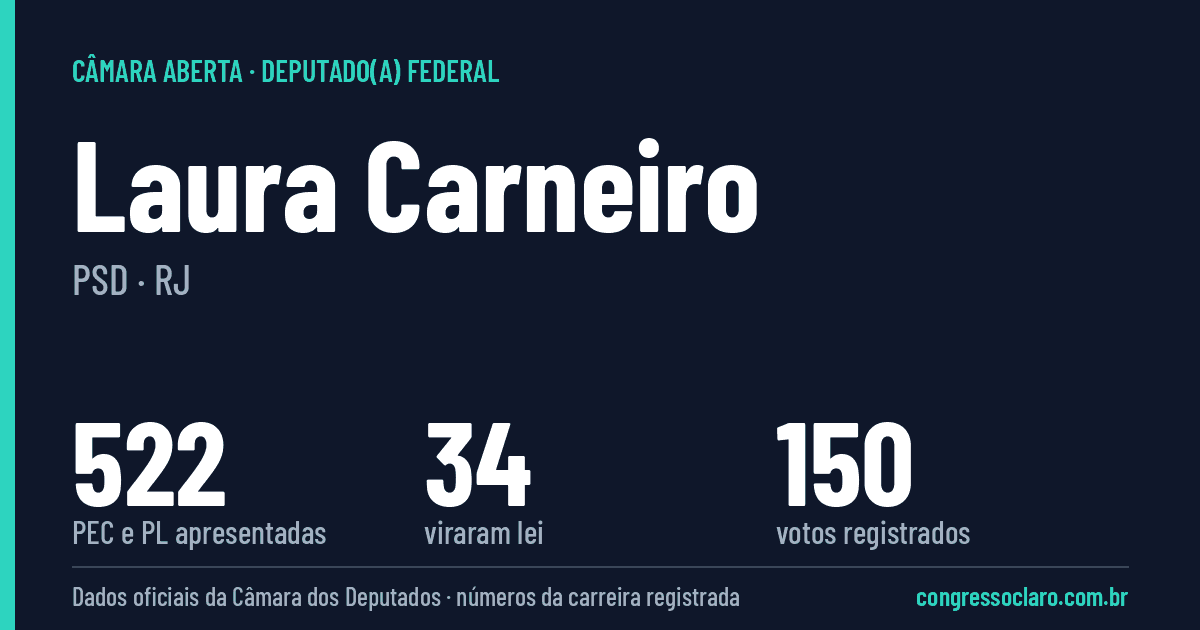 CÂMARA ABERTA · DEPUTADO(A) FEDERAL
Laura Carneiro
PSD · RJ
522 34 150
PEC e PL apresentadas viraram lei votos registrados
Dados oficiais da Câmara dos Deputados · números da carreira registrada congressoclaro.com.br